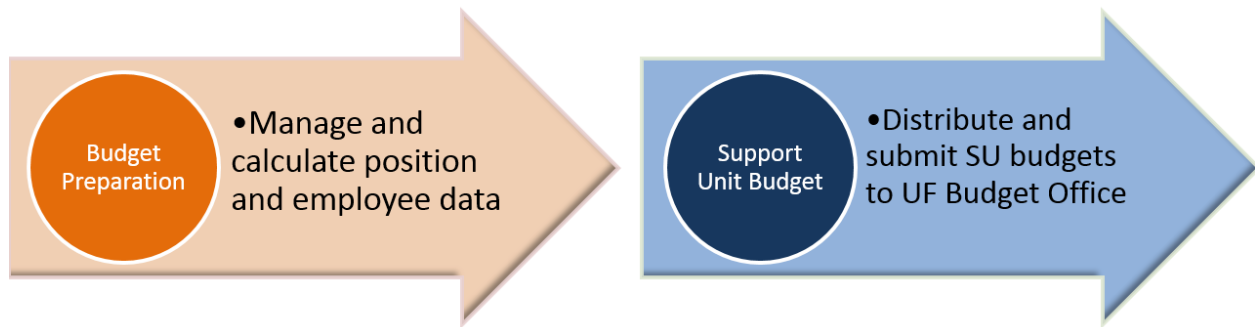 Budget
Preparation
•Manage and
calculate position
and employee data
Support
Unit Budget
•Distribute and
submit SU budgets
to UF Budget Office